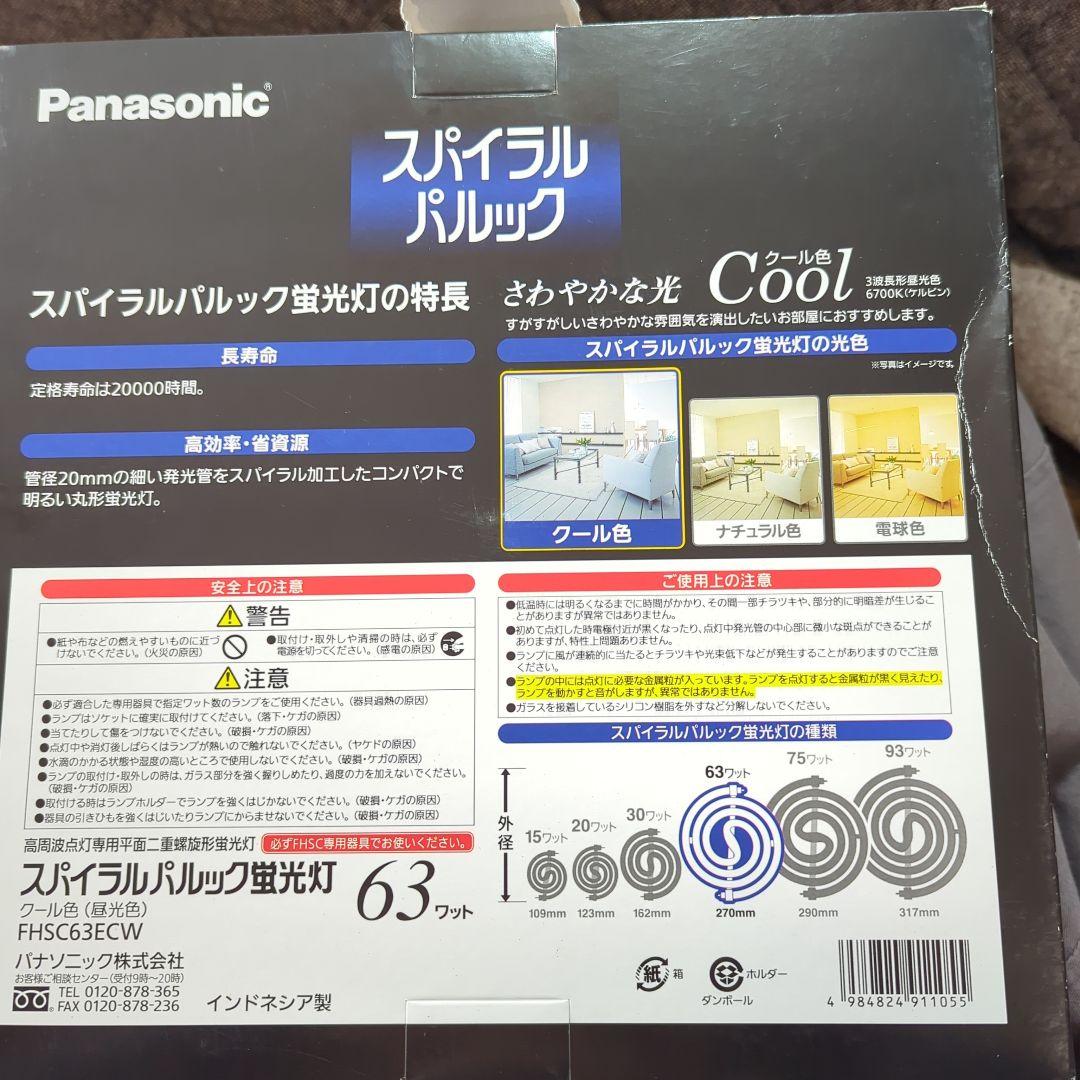 Panasonic®
スパイラル
パルック
スパイラルパルック蛍光灯の特長
長寿命
定格寿命は20000時間。
高効率・省資源
管径20mmの細い発光管をスパイラル加工したコンパクトで
明るい丸形蛍光灯。
さわやかな光
クール色
Cool
3波長形昼光色
6700K(ケルビン)
すがすがしいさわやかな雰囲気を演出したいお部屋におすすめします。
スパイラルパルック蛍光灯の光色
※写真はイメージです。
クール色
ナチュラル色
電球色
安全上の注意
警告
●紙や布などの燃えやすいものに近づ
けないでください。(火災の原因)
●取付け・取外しや清掃の時は、必ず
電源を切ってください。(感電の原因)
注意
●必ず適合した専用器具で指定ワット数のランプをご使用ください。(器具過熱の原因)
●ランプはソケットに確実に取付けてください。(落下・ケガの原因)
●当てたりして傷をつけないでください。(破損・ケガの原因)
●点灯中や消灯後しばらくはランプが熱いので触れないでください。(ヤケドの原因)
●水滴のかかる状態や湿度の高いところで使用しないでください。(破損・ケガの原因)
●ランプの取付け・取外しの時は、ガラス部分を強く握りしめたり、過度の力を加えないでください。
(破損・ケガの原因)
●取付ける時はランプホルダーでランプを強くはじかないでください。(破損・ケガの原因)
●器具の引きひもを強くはじいたりランプにからませないでください。(破損・ケガの原因)
高周波点灯専用平面二重螺旋形蛍光灯
必ずFHSC専用器具でお使いください。
スパイラルパルック蛍光灯
63ワット
クール色(昼光色)
FHSC63ECW
パナソニック株式会社
お客様ご相談センター(受付9時〜20時)
TEL 0120-878-365
FAX 0120-878-236
インドネシア製
ご使用上の注意
●低温時には明るくなるまでに時間がかかり、その間一部チラツキや、部分的に明暗差が生じるこ
とがありますが異常ではありません。
●初めて点灯した時電極付近が黒くなったり、点灯中発光管の中心部に微小な斑点ができることが
ありますが、特性上問題ありません。
●ランプに風が連続的に当たるとチラツキや光束低下などが発生することがありますのでご注意
ください。
●ランプの中には点灯に必要な金属粒が入っています。ランプを点灯すると金属粒が黒く見えたり、
ランプを動かすと音がしますが、異常ではありません。
●ガラスを接着しているシリコン樹脂を外すなど分解しないでください。
スパイラルパルック蛍光灯の種類
外径
15ワット
20ワット
30ワット
63ワット
75ワット
93ワット
109mm
123mm
162mm
270mm
290mm
317mm
紙
箱
ダンボール
ホルダー
4 984824 911055